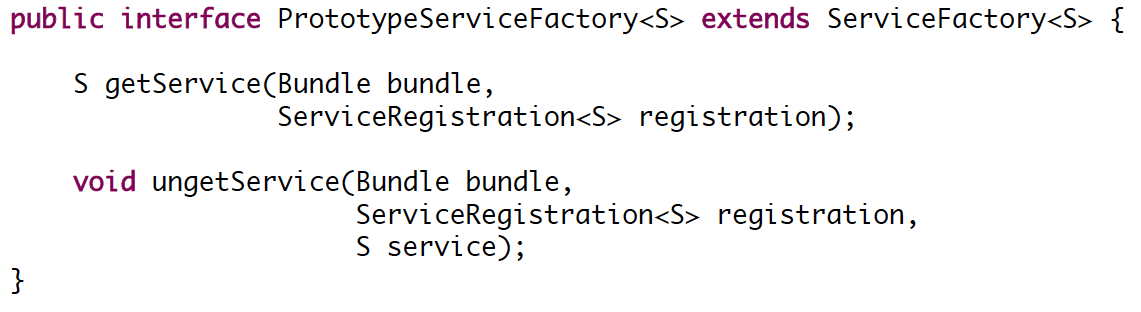 public interface PrototypeServiceFactory<S> extends ServiceFactory<S> {
S getService(Bundle bundle,
ServiceRegistration<S> registration);
void ungetService(Bundle bundle,
ServiceRegistration<S> registration,
S service);
}